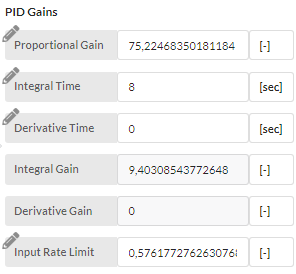 PID Gains
Proportional Gain 75,22468350181184 [-]
Integral Time 8 [sec]
Derivative Time 0 [sec]
Integral Gain 9,40308543772648 [-]
Derivative Gain 0 [-]
Input Rate Limit 0,576177276263076 [-]